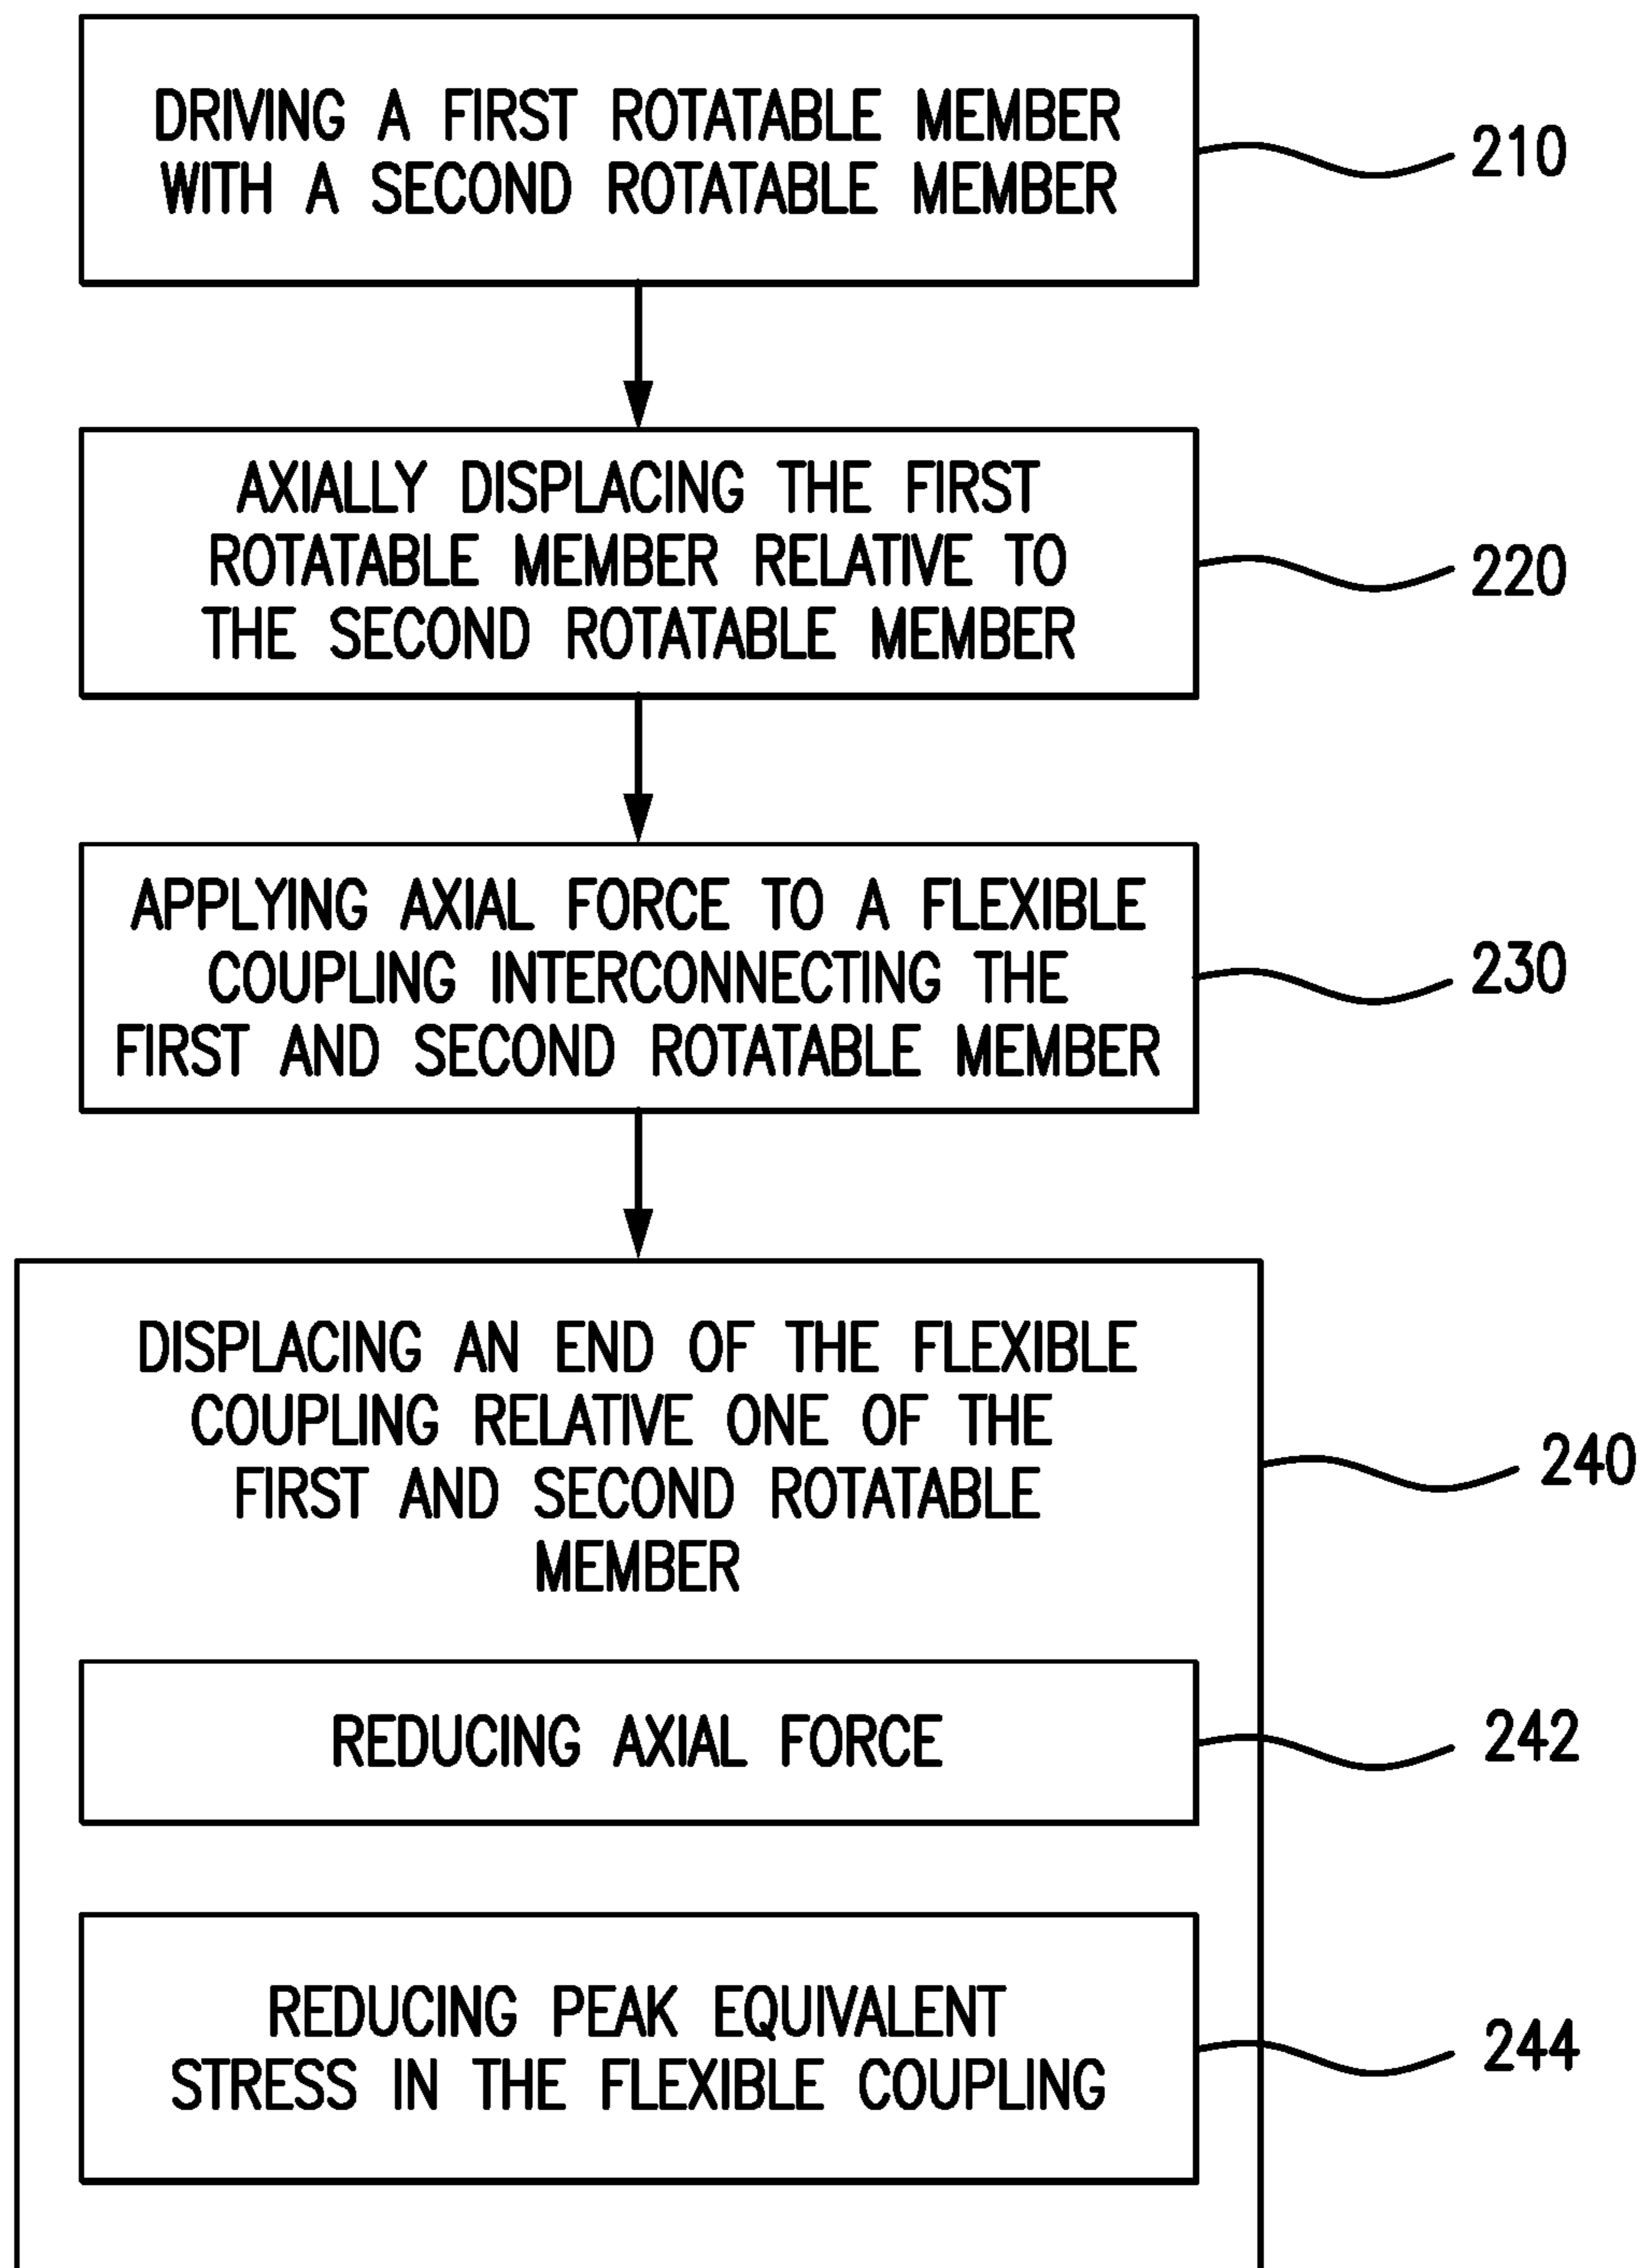 DRIVING A FIRST ROTATABLE MEMBER
WITH A SECOND ROTATABLE MEMBER
210
AXIALLY DISPLACING THE FIRST
ROTATABLE MEMBER RELATIVE TO
THE SECOND ROTATABLE MEMBER
220
APPLYING AXIAL FORCE TO A FLEXIBLE
COUPLING INTERCONNECTING THE
FIRST AND SECOND ROTATABLE MEMBER
230
DISPLACING AN END OF THE FLEXIBLE
COUPLING RELATIVE ONE OF THE
FIRST AND SECOND ROTATABLE
MEMBER
240
REDUCING AXIAL FORCE
242
REDUCING PEAK EQUIVALENT
STRESS IN THE FLEXIBLE COUPLING
244